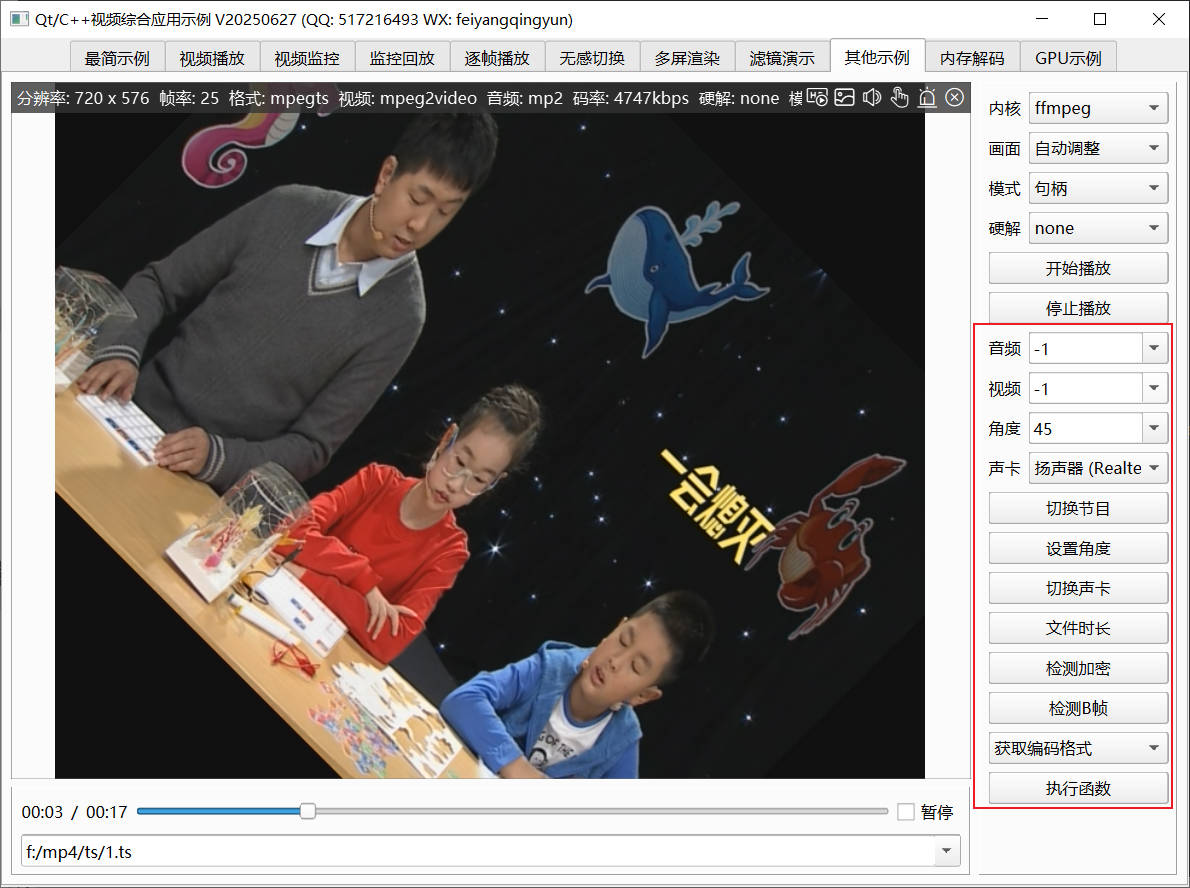 Qt/C++视频综合应用示例 V20250627 (QQ: 517216493 WX: feiyangqingyun)
最简示例 视频播放 视频监控 监控回放 逐帧播放 无感切换 多屏渲染 滤镜演示 其他示例 内存解码 GPU示例
分辨率: 720 x 576 帧率: 25 格式: mpegts 视频: mpeg2video 音频: mp2 码率: 4747kbps 硬解: none
一会熄灭
内核 ffmpeg
画面 自动调整
模式 句柄
硬解 none
开始播放
停止播放
音频 -1
视频 -1
角度 45
声卡 扬声器 (Realte
切换节目
设置角度
切换声卡
文件时长
检测加密
检测B帧
获取编码格式
执行函数
00:03 / 00:17 暂停
f:/mp4/ts/1.ts